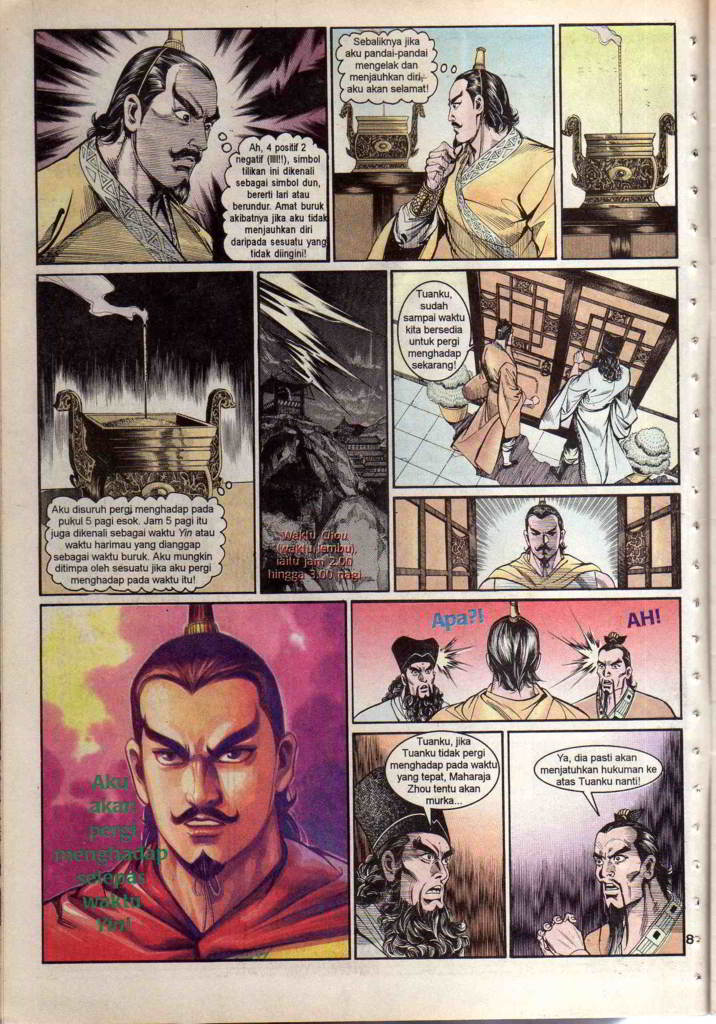 Ah, 4 positif 2
negatif (IIII!!), simbol
tilikan ini dikenali
sebagai simbol dun,
bererti lari atau
berundur. Amat buruk
akibatnya jika aku tidak
menjauhkan diri
daripada sesuatu yang
tidak diingini!
Sebaliknya jika
aku pandai-pandai
mengelak dan
menjauhkan diri,
aku akan selamat!
Aku disuruh pergi menghadap pada
pukul 5 pagi esok. Jam 5 pagi itu
juga dikenal sebagai waktu Yin atau
waktu harimau yang dianggap
sebagai waktu buruk. Aku mungkin
ditimpa oleh sesuatu jika aku pergi
menghadap pada waktu itu!
Waktu Chou
(waktu lembu),
iaitu jam 2.00
hingga 3.00 pagi...
Tuanku,
sudah
sampai waktu
kita bersedia
untuk pergi
menghadap
sekarang!
Aku
akan
pergi
menghadap
selepas
waktu
Yin!
Apa?!
AH!
Tuanku, jika
Tuanku tidak pergi
menghadap pada waktu
yang tepat, Maharaja
Zhou tentu akan
murka...
Ya, dia pasti akan
menjatuhkan hukuman ke
atas Tuanku nanti!
8